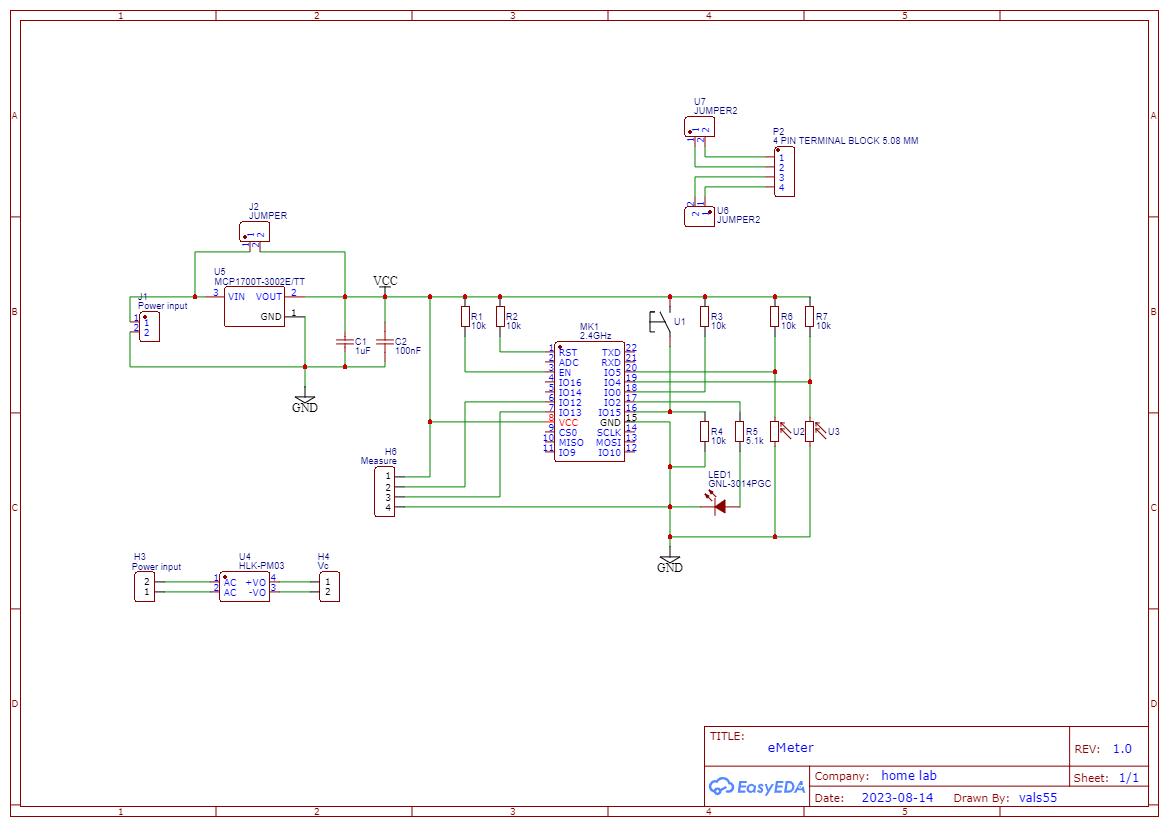 1 2 3 4 5
A A
B B
C C
D D
1 2 3 4 5
U7
JUMPER2
1 2
1 2
P2
4 PIN TERMINAL BLOCK 5.08 MM
1
2
3
4
2 1
2 1
U6
JUMPER2
J2
JUMPER
1 2
1 2
U5
MCP1700T-3002E/TT
3 VIN VOUT 2
GND 1
J1
Power input
1 1
2 2
VCC
C1
1uF
C2
100nF
GND
R1
10k
R2
10k
U1
R3
10k
R6
10k
R7
10k
MK1
2.4GHz
1 RST TXD 22
2 ADC RXD 21
3 EN IO5 20
4 IO16 IO4 19
5 IO14 IO0 18
6 IO12 IO2 17
7 IO13 IO15 16
8 VCC GND 15
9 CS0 SCLK 14
10 MISO MOSI 13
11 IO9 IO10 12
R4
10k
R5
5.1k
U2
U3
H6
Measure
1
2
3
4
LED1
GNL-3014PGC
GND
H3
Power input
2
1
U4
HLK-PM03
1 AC +VO 4
2 AC -VO 3
H4
Vc
1
2
TITLE:
eMeter
REV: 1.0
EasyEDA
Company: home lab
Sheet: 1/1
Date: 2023-08-14 Drawn By: vals55